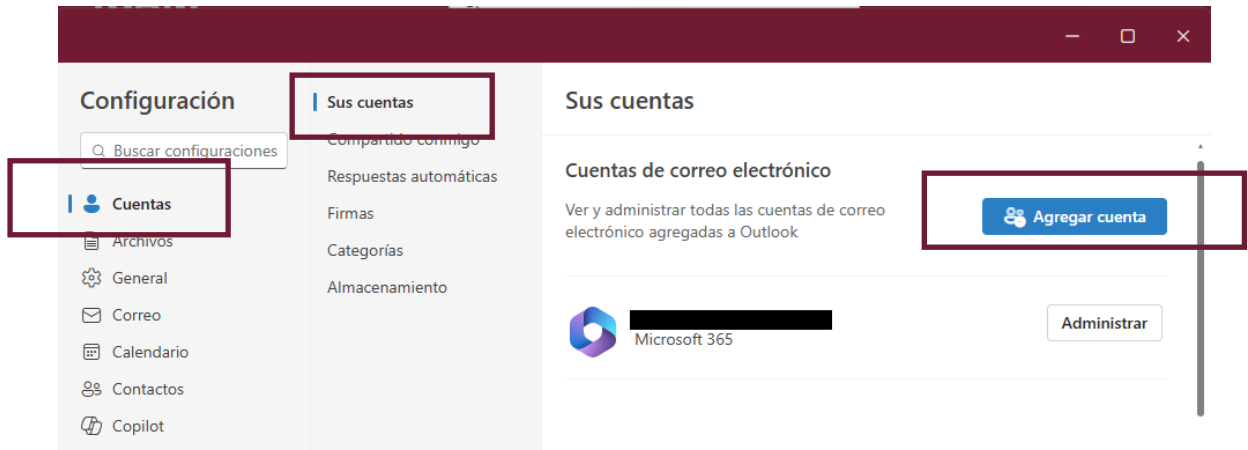 Configuración
Buscar configuraciones
Cuentas
Archivos
General
Correo
Calendario
Contactos
Copilot
Sus cuentas
Compartido conmigo
Respuestas automáticas
Firmas
Categorías
Almacenamiento
Sus cuentas
Cuentas de correo electrónico
Ver y administrar todas las cuentas de correo
electrónico agregadas a Outlook
Agregar cuenta
Microsoft 365
Administrar